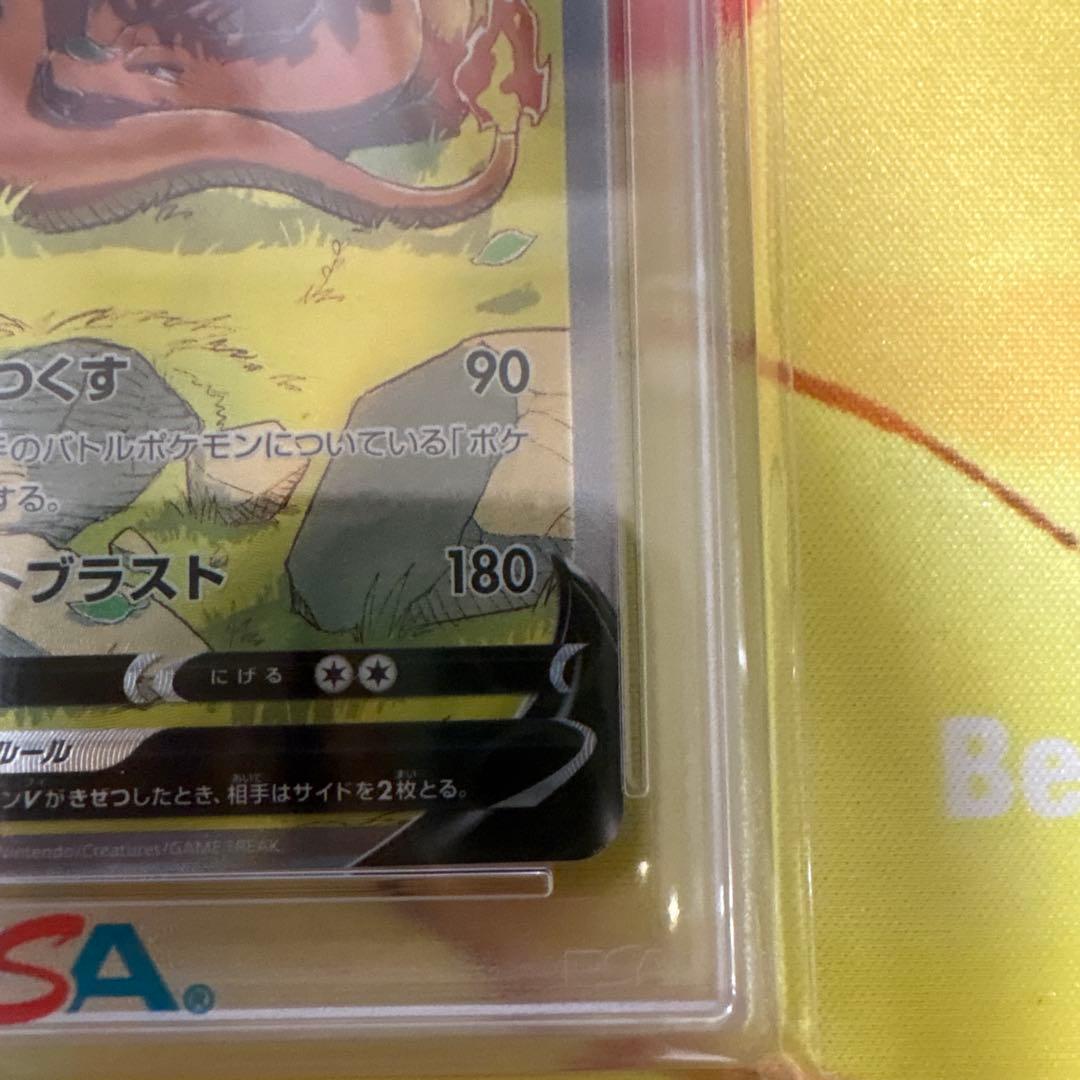 つくす 90
手のバトルポケモンについている「ポケ
する。
トブラスト 180
にげる
ルール
ンVがきぜつしたとき、相手はサイドを2枚とる。
Nintendo/Creatures/GAME FREAK
SA®
PSA
Be